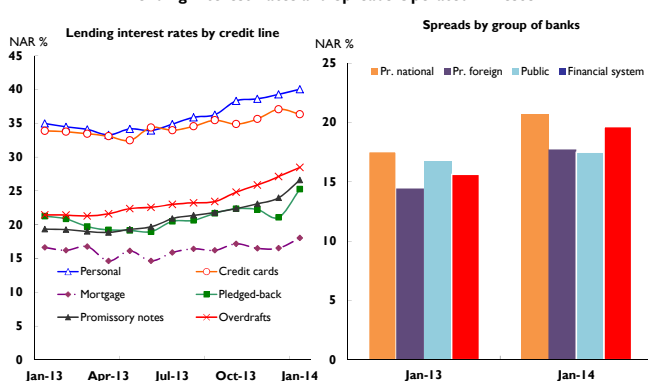 Lending interest rates by credit line
NAR %
45
40
35
30
25
20
15
10
5
0
Personal
Credit cards
Mortgage
Pledged-back
Promissory notes
Overdrafts
Jan-13 Apr-13 Jul-13 Oct-13 Jan-14
Spreads by group of banks
NAR %
25
20
15
10
5
0
Pr. national Pr. foreign Public Financial system
Jan-13 Jan-14